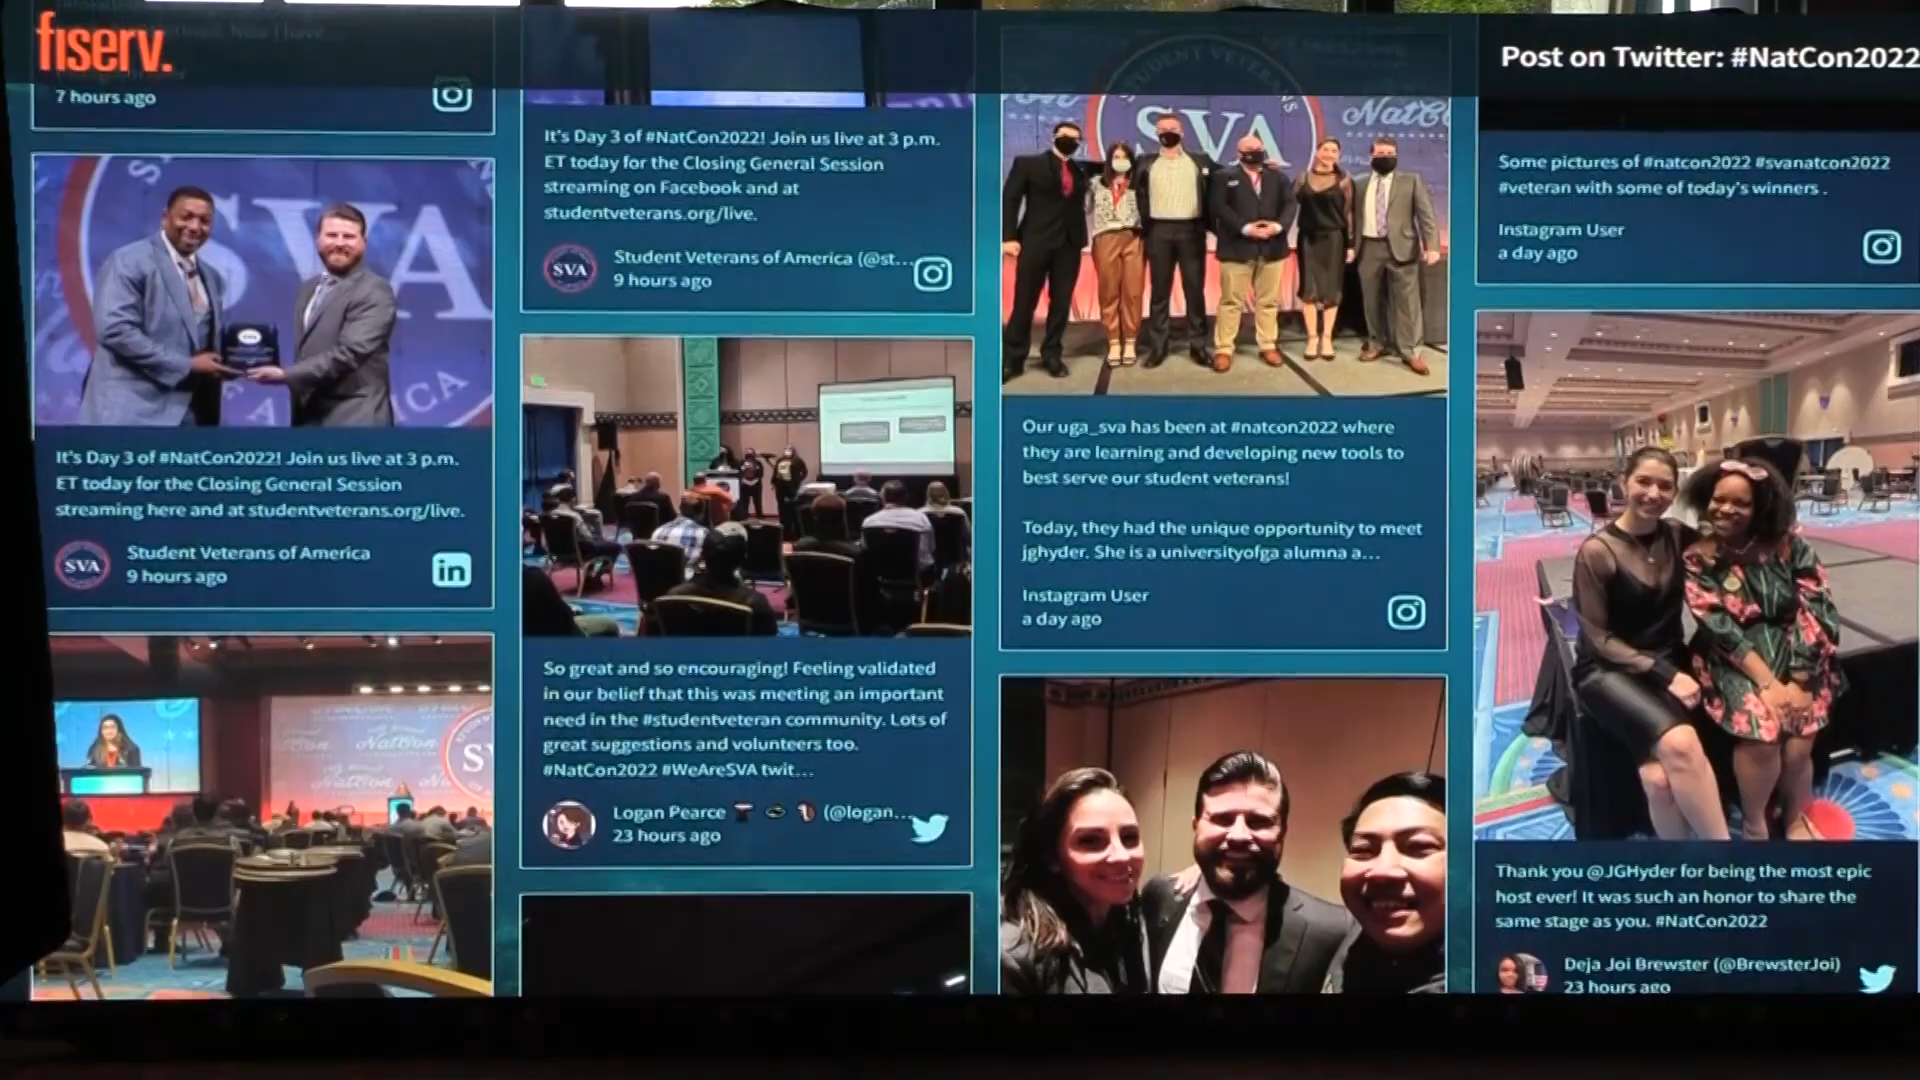 fiserv.
Post on Twitter: #NatCon2022
7 hours ago
SVA
It's Day 3 of #NatCon2022! Join us live at 3 p.m.
ET today for the Closing General Session
streaming here and at studentveterans.org/live.
SVA
Student Veterans of America
9 hours ago
in
NatCon
It's Day 3 of #NatCon2022! Join us live at 3 p.m.
ET today for the Closing General Session
streaming on Facebook and at
studentveterans.org/live.
SVA
Student Veterans of America (@st...
9 hours ago
So great and so encouraging! Feeling validated
in our belief that this was meeting an important
need in the #studentveteran community. Lots of
great suggestions and volunteers too.
#NatCon2022 #WeAreSVA twit...
Logan Pearce (@logan...
23 hours ago
STUDENT VETERANS
SVA
NatCo
Our uga_sva has been at #natcon2022 where
they are learning and developing new tools to
best serve our student veterans!
Today, they had the unique opportunity to meet
jghyder. She is a universityofga alumna a...
Instagram User
a day ago
Some pictures of #natcon2022 #svanatcon2022
#veteran with some of today's winners .
Instagram User
a day ago
Thank you @JGHyder for being the most epic
host ever! It was such an honor to share the
same stage as you. #NatCon2022
Deja Joi Brewster (@BrewsterJoi)
23 hours ago